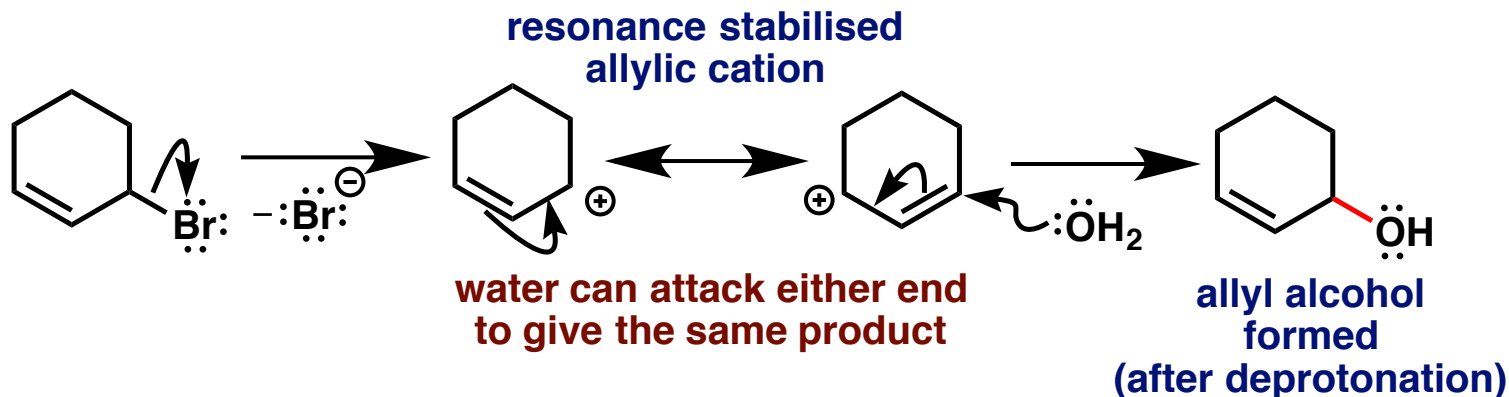 resonance stabilised
allylic cation
Br
– Br ⊖
⊕
⊕
OH2
OH
water can attack either end
to give the same product
allyl alcohol
formed
(after deprotonation)